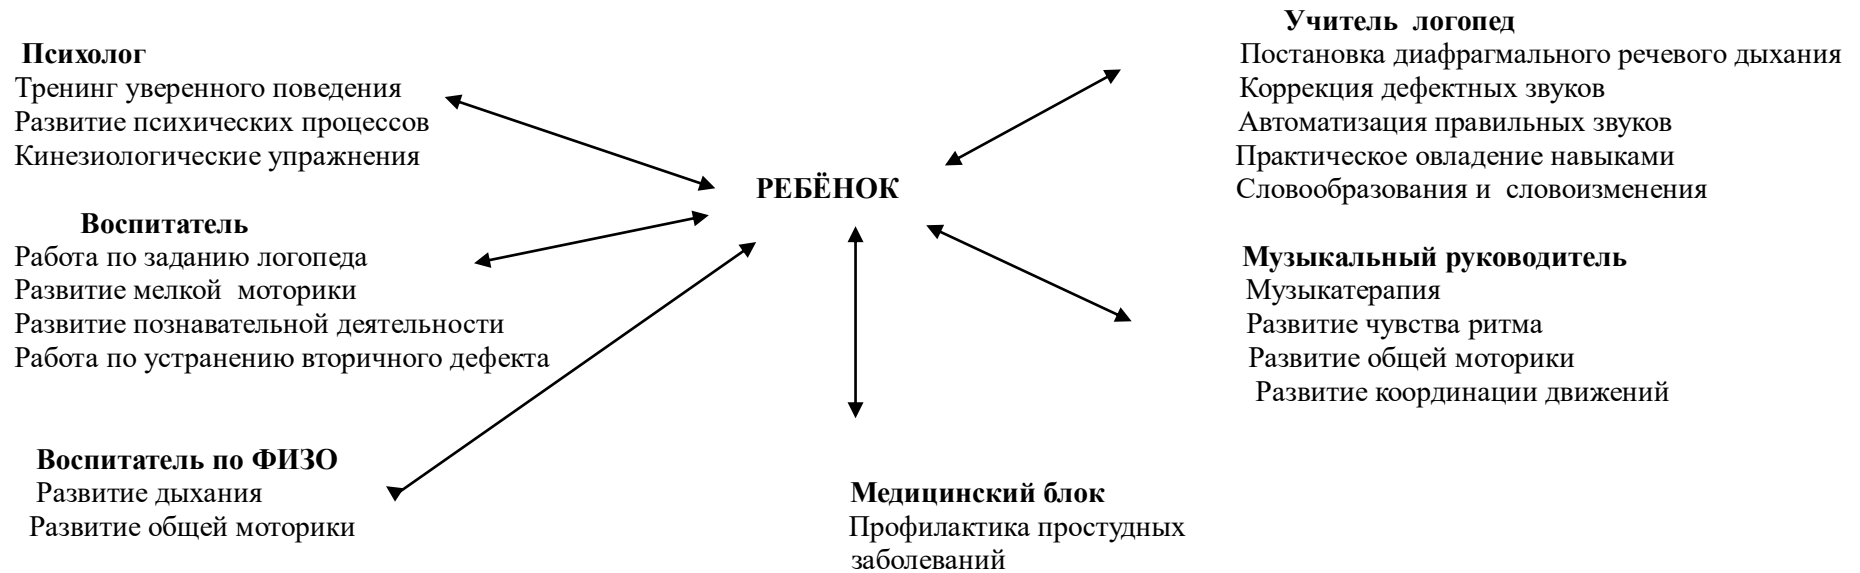 Психолог
Тренинг уверенного поведения
Развитие психических процессов
Кинезиологические упражнения
Воспитатель
Работа по заданию логопеда
Развитие мелкой моторики
Развитие познавательной деятельности
Работа по устранению вторичного дефекта
Воспитатель по ФИЗО
Развитие дыхания
Развитие общей моторики
РЕБЁНОК
Медицинский блок
Профилактика простудных
заболеваний
Учитель логопед
Постановка диафрагмального речевого дыхания
Коррекция дефектных звуков
Автоматизация правильных звуков
Практическое овладение навыками
Словообразования и словоизменения
Музыкальный руководитель
Музыкатерапия
Развитие чувства ритма
Развитие общей моторики
Развитие координации движений